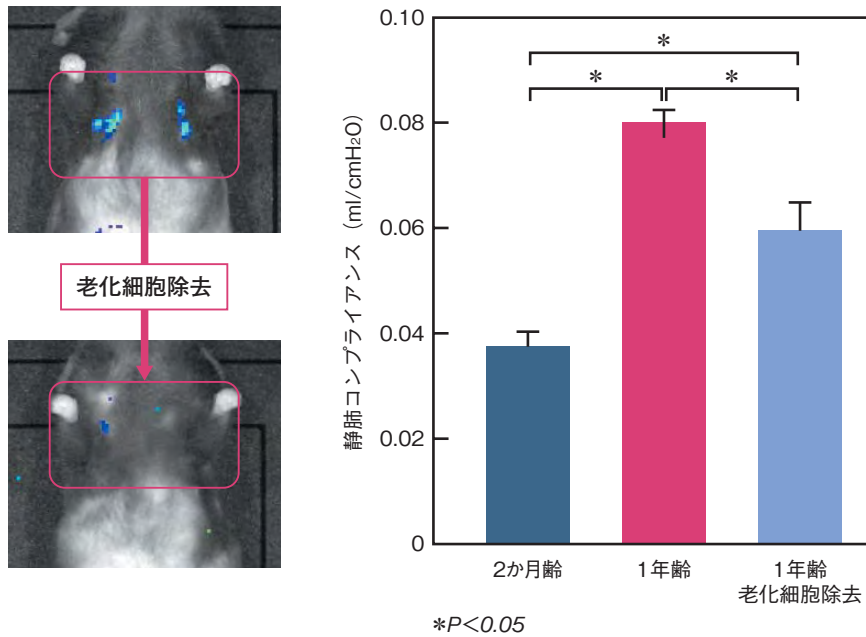 老化細胞除去
静肺コンプライアンス（ml/cmH₂O）
0.10
0.08
0.06
0.04
0.02
0
*
*
*
2か月齢
1年齢
1年齢
老化細胞除去
*P<0.05